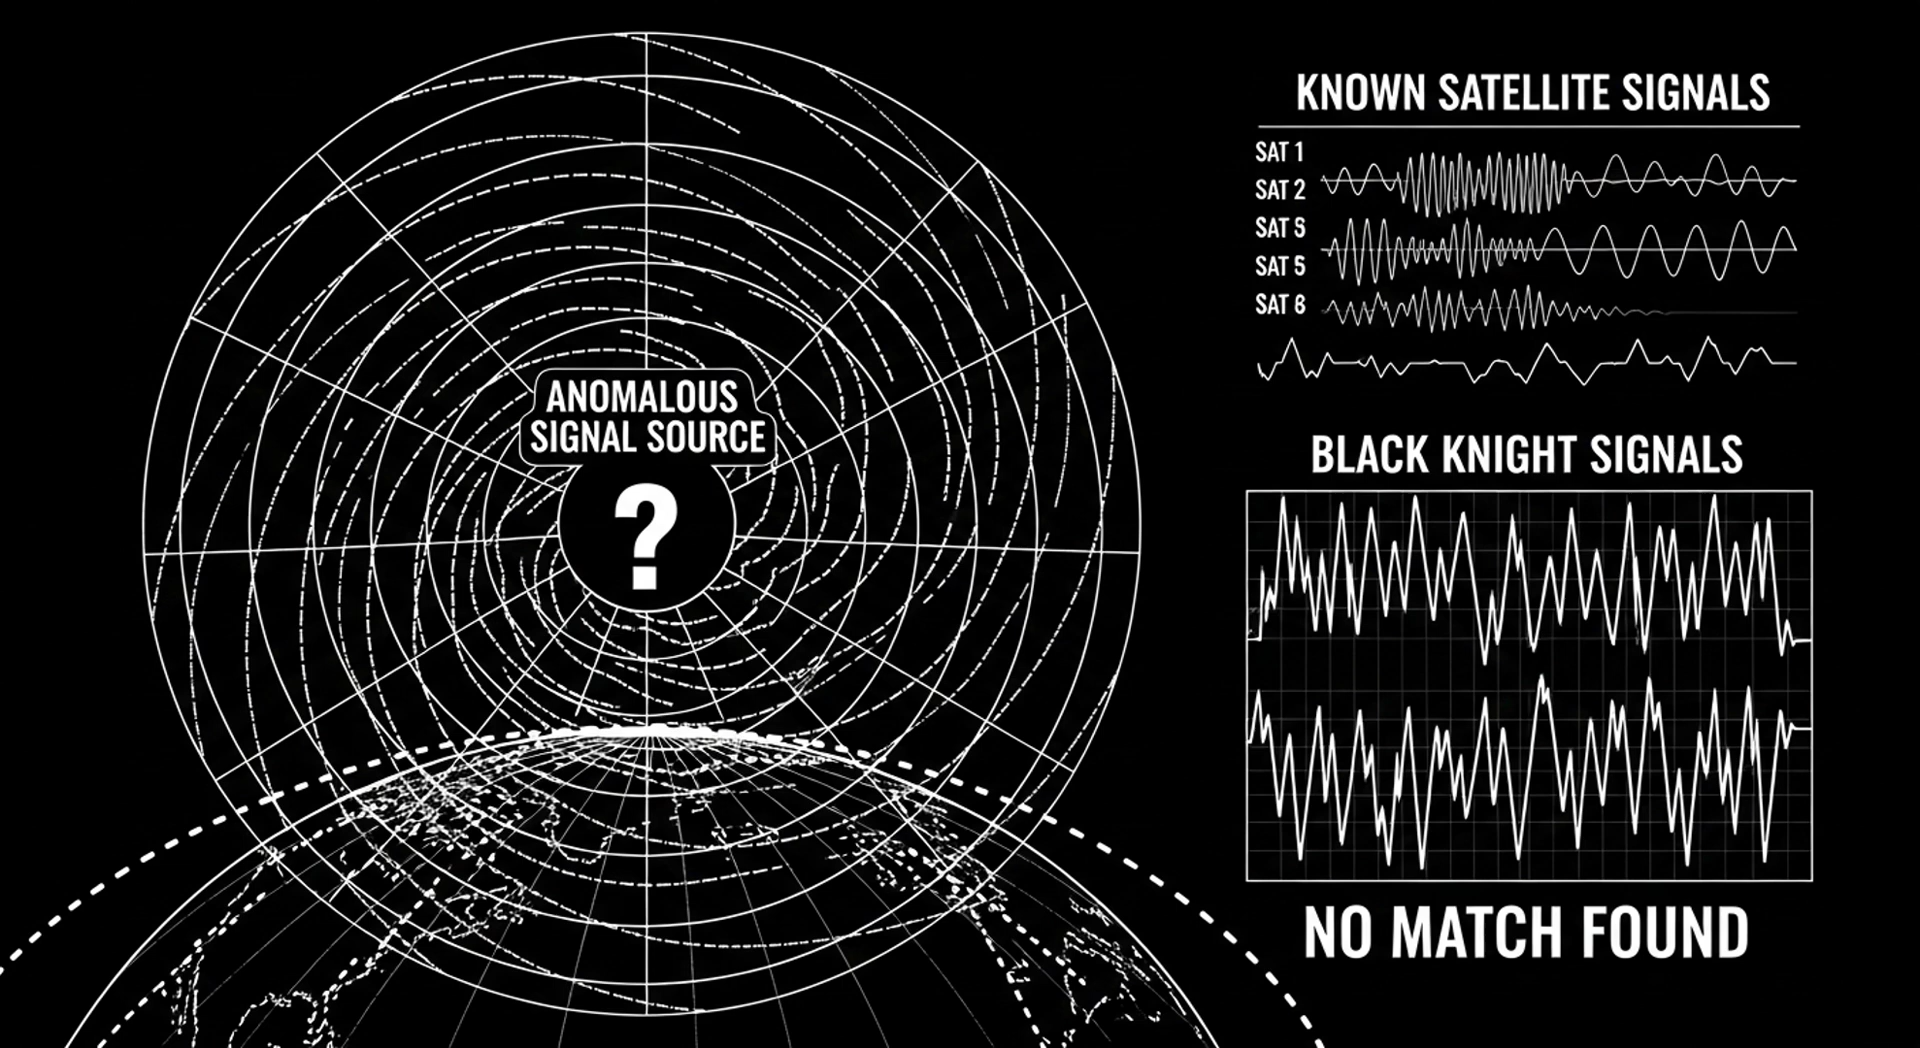 ANOMALOUS
SIGNAL SOURCE
?
KNOWN SATELLITE SIGNALS
SAT 1
SAT 2
SAT 5
SAT 5
SAT 6
BLACK KNIGHT SIGNALS
NO MATCH FOUND